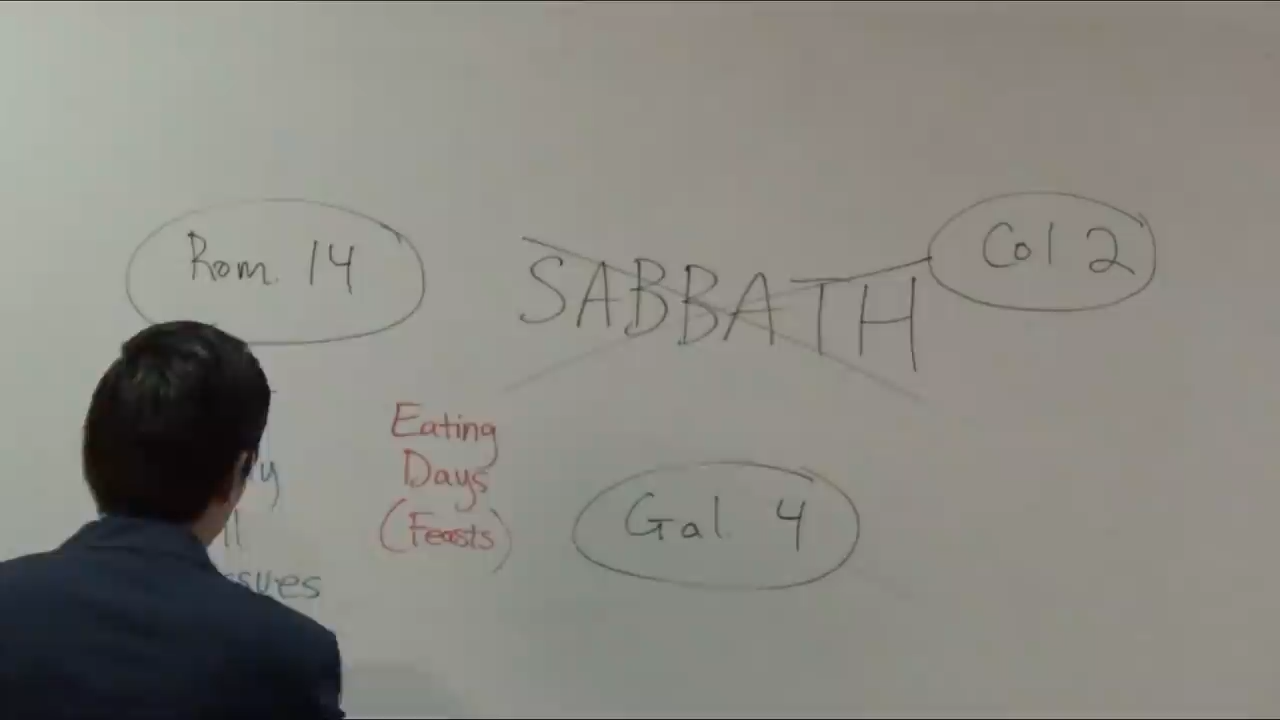 Rom. 14
SABBATH
Col 2
Eating
Days
(Feasts)
Gal. 4